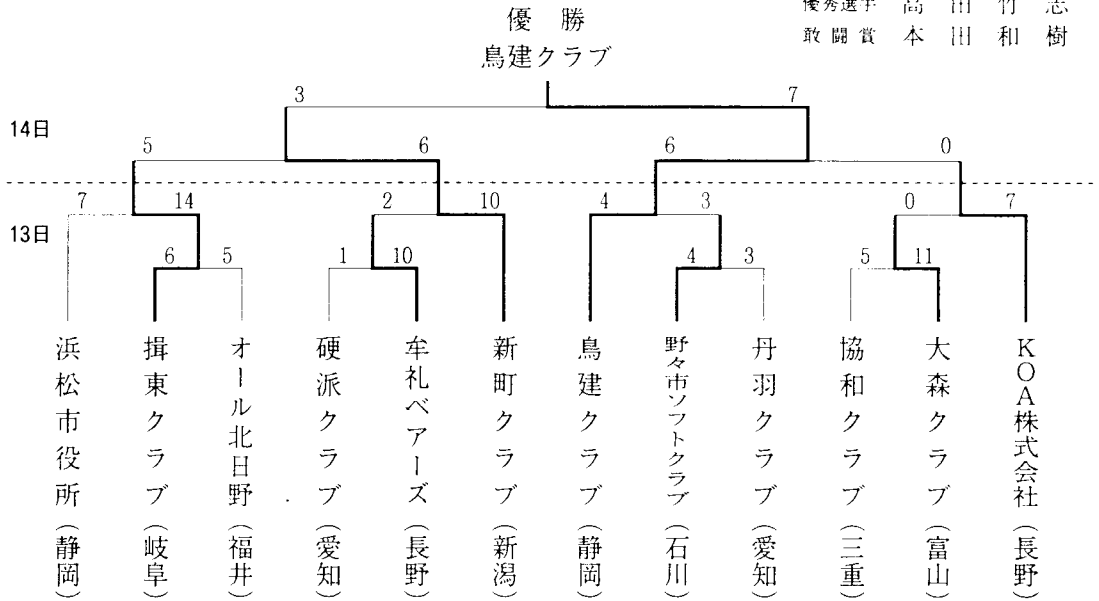 優秀選手 高田竹志
敢闘賞 本田和樹
優勝
鳥建クラブ
3 7
14日
5 6 6 0
7 14 2 10 4 3 0 7
13日
6 5 1 10 4 3 5 11
浜松市役所(静岡)
揖東クラブ(岐阜)
オール北日野(福井)
硬派クラブ(愛知)
牟礼ベアーズ(長野)
新町クラブ(新潟)
鳥建クラブ(静岡)
野々市ソフトクラブ(石川)
丹羽クラブ(愛知)
協和クラブ(三重)
大森クラブ(富山)
KOA株式会社(長野)